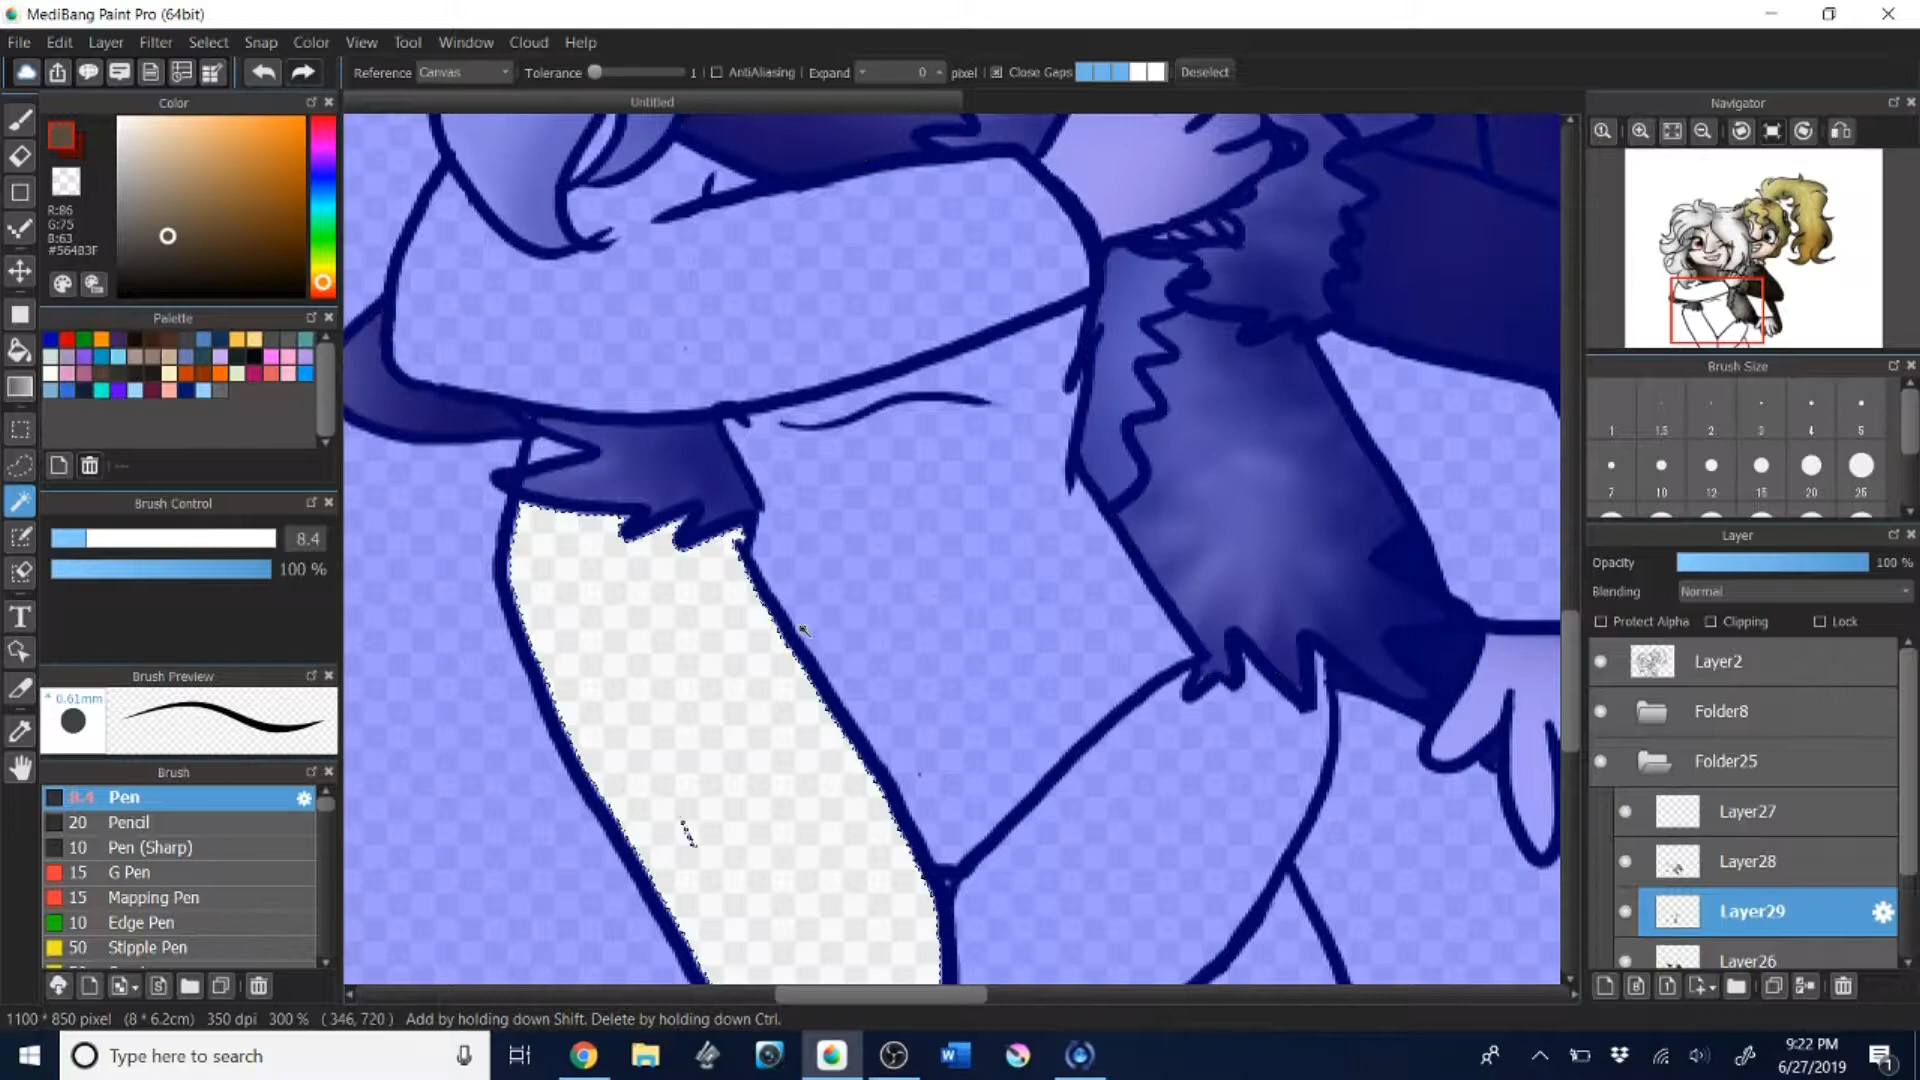 MediBang Paint Pro (64bit)
File Edit Layer Filter Select Snap Color View Tool Window Cloud Help
Reference Canvas Tolerance 1 AntiAliasing Expand 0 pixel Close Gaps Deselect
Color
Untitled
Navigator
R:86
G:75
B:63
#564B3F
Palette
Brush Size
1 1.5 2 3 4 5
7 10 12 15 20 25
Brush Control
8.4
100 %
Layer
Opacity 100 %
Blending Normal
Protect Alpha Clipping Lock
Brush Preview
* 0.61mm
Brush
8.4 Pen
20 Pencil
10 Pen (Sharp)
15 G Pen
15 Mapping Pen
10 Edge Pen
50 Stipple Pen
Layer2
Folder8
Folder25
Layer27
Layer28
Layer29
Layer26
1100 * 850 pixel (8 * 6.2cm) 350 dpi 300 % ( 346, 720 ) Add by holding down Shift. Delete by holding down Ctrl.
Type here to search
9:22 PM
6/27/2019
1